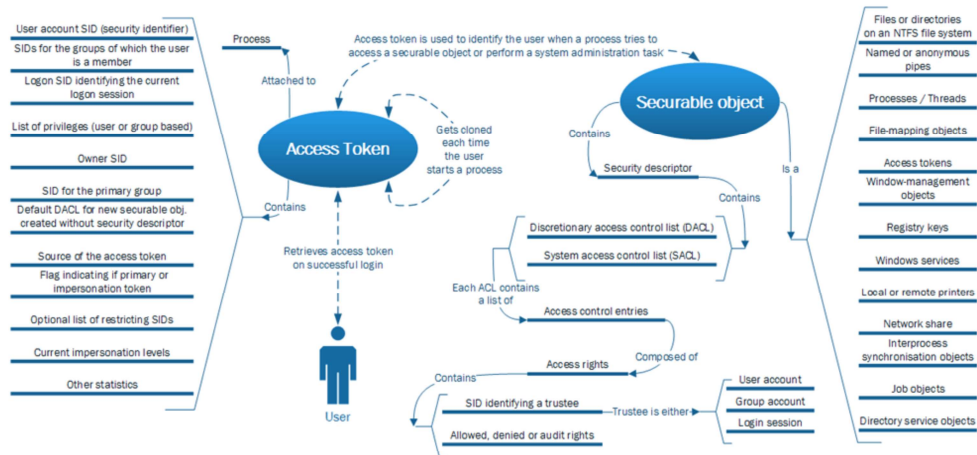 User account SID (security identifier)
SIDs for the groups of which the user
is a member
Logon SID identifying the current
logon session
List of privileges (user or group based)
Owner SID
SID for the primary group
Default DACL for new securable obj.
created without security descriptor
Source of the access token
Flag indicating if primary or
impersonation token
Optional list of restricting SIDs
Current impersonation levels
Other statistics
Process
Attached to
Contains
Access token is used to identify the user when a process tries to
access a securable object or perform a system administration task
Access Token
Gets cloned
each time
the user
starts a process
Retrieves access token
on successful login
User
Securable object
Contains
Security descriptor
Contains
Discretionary access control list (DACL)
System access control list (SACL)
Each ACL contains
a list of
Access control entries
Composed of
Access rights
Contains
SID identifying a trustee
Allowed, denied or audit rights
Trustee is either
User account
Group account
Login session
Is a
Files or directories
on an NTFS file system
Named or anonymous
pipes
Processes / Threads
File-mapping objects
Access tokens
Window-management
objects
Registry keys
Windows services
Local or remote printers
Network share
Interprocess
synchronisation objects
Job objects
Directory service objects